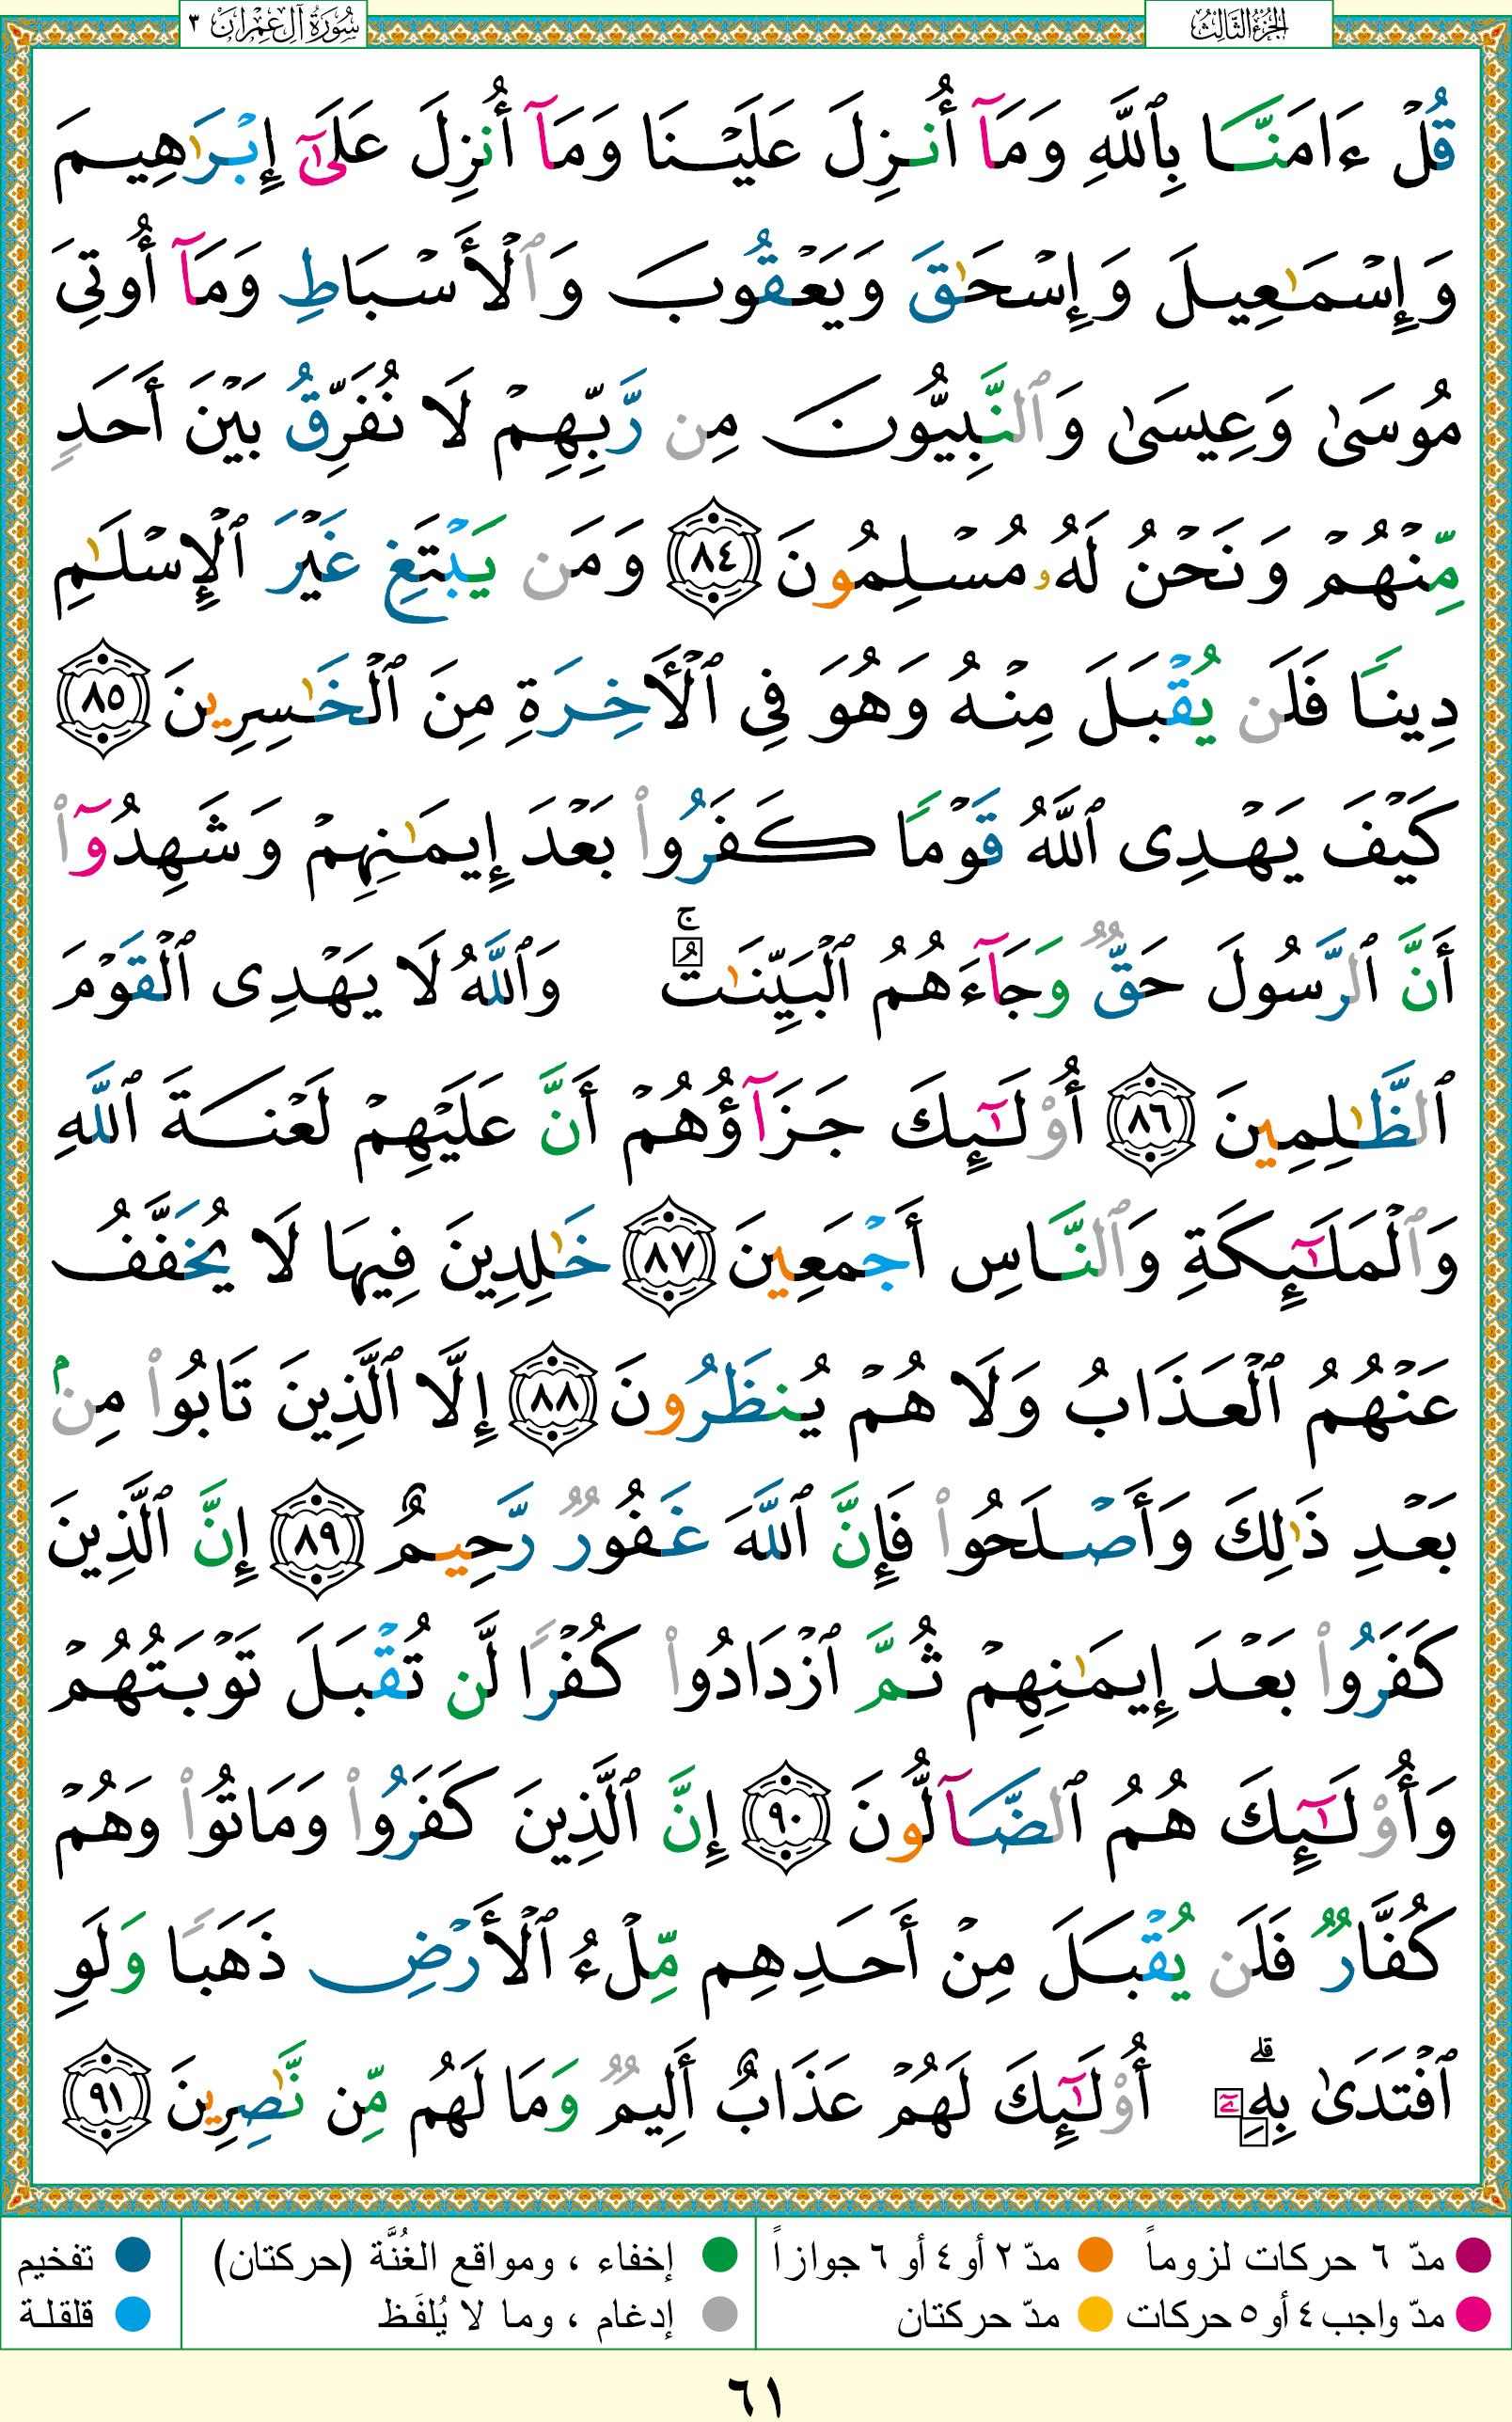 الجزء الثالث
سورة آل عمران ٣
قُلْ ءَامَنَّا بِٱللَّهِ وَمَآ أُنزِلَ عَلَيْنَا وَمَآ أُنزِلَ عَلَىٰٓ إِبْرَٰهِيمَ
وَإِسْمَٰعِيلَ وَإِسْحَٰقَ وَيَعْقُوبَ وَٱلْأَسْبَاطِ وَمَآ أُوتِىَ
مُوسَىٰ وَعِيسَىٰ وَٱلنَّبِيُّونَ مِن رَّبِّهِمْ لَا نُفَرِّقُ بَيْنَ أَحَدٍ
مِّنْهُمْ وَنَحْنُ لَهُۥ مُسْلِمُونَ ٨٤ وَمَن يَبْتَغِ غَيْرَ ٱلْإِسْلَٰمِ
دِينًا فَلَن يُقْبَلَ مِنْهُ وَهُوَ فِى ٱلْأَخِرَةِ مِنَ ٱلْخَٰسِرِينَ ٨٥
كَيْفَ يَهْدِى ٱللَّهُ قَوْمًا كَفَرُوا۟ بَعْدَ إِيمَٰنِهِمْ وَشَهِدُوٓا۟
أَنَّ ٱلرَّسُولَ حَقٌّ وَجَآءَهُمُ ٱلْبَيِّنَٰتُ ۚ وَٱللَّهُ لَا يَهْدِى ٱلْقَوْمَ
ٱلظَّٰلِمِينَ ٨٦ أُو۟لَٰٓئِكَ جَزَآؤُهُمْ أَنَّ عَلَيْهِمْ لَعْنَةَ ٱللَّهِ
وَٱلْمَلَٰٓئِكَةِ وَٱلنَّاسِ أَجْمَعِينَ ٨٧ خَٰلِدِينَ فِيهَا لَا يُخَفَّفُ
عَنْهُمُ ٱلْعَذَابُ وَلَا هُمْ يُنظَرُونَ ٨٨ إِلَّا ٱلَّذِينَ تَابُوا۟ مِنۢ
بَعْدِ ذَٰلِكَ وَأَصْلَحُوا۟ فَإِنَّ ٱللَّهَ غَفُورٌ رَّحِيمٌ ٨٩ إِنَّ ٱلَّذِينَ
كَفَرُوا۟ بَعْدَ إِيمَٰنِهِمْ ثُمَّ ٱزْدَادُوا۟ كُفْرًا لَّن تُقْبَلَ تَوْبَتُهُمْ
وَأُو۟لَٰٓئِكَ هُمُ ٱلضَّآلُّونَ ٩٠ إِنَّ ٱلَّذِينَ كَفَرُوا۟ وَمَاتُوا۟ وَهُمْ
كُفَّارٌ فَلَن يُقْبَلَ مِنْ أَحَدِهِم مِّلْءُ ٱلْأَرْضِ ذَهَبًا وَلَوِ
ٱفْتَدَىٰ بِهِۦٓ ۗ أُو۟لَٰٓئِكَ لَهُمْ عَذَابٌ أَلِيمٌ وَمَا لَهُم مِّن نَّٰصِرِينَ ٩١
مدّ ٦ حركات لزوماً مدّ ٢ أو ٤ أو ٦ جوازاً إخفاء ، ومواقع الغُنَّة (حركتان) تفخيم
مدّ واجب ٤ أو ٥ حركات مدّ حركتان إدغام ، وما لا يُلفَظ قلقلة
٦١